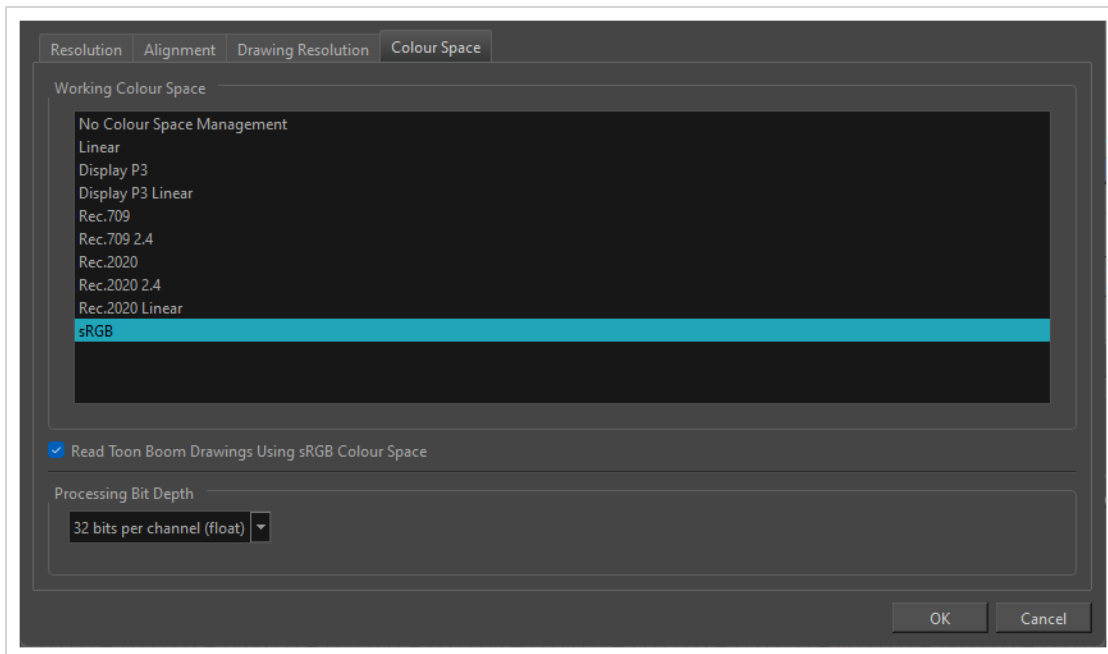 Resolution Alignment Drawing Resolution Colour Space
Working Colour Space
No Colour Space Management
Linear
Display P3
Display P3 Linear
Rec.709
Rec.709 2.4
Rec.2020
Rec.2020 2.4
Rec.2020 Linear
sRGB
Read Toon Boom Drawings Using sRGB Colour Space
Processing Bit Depth
32 bits per channel (float)
OK Cancel